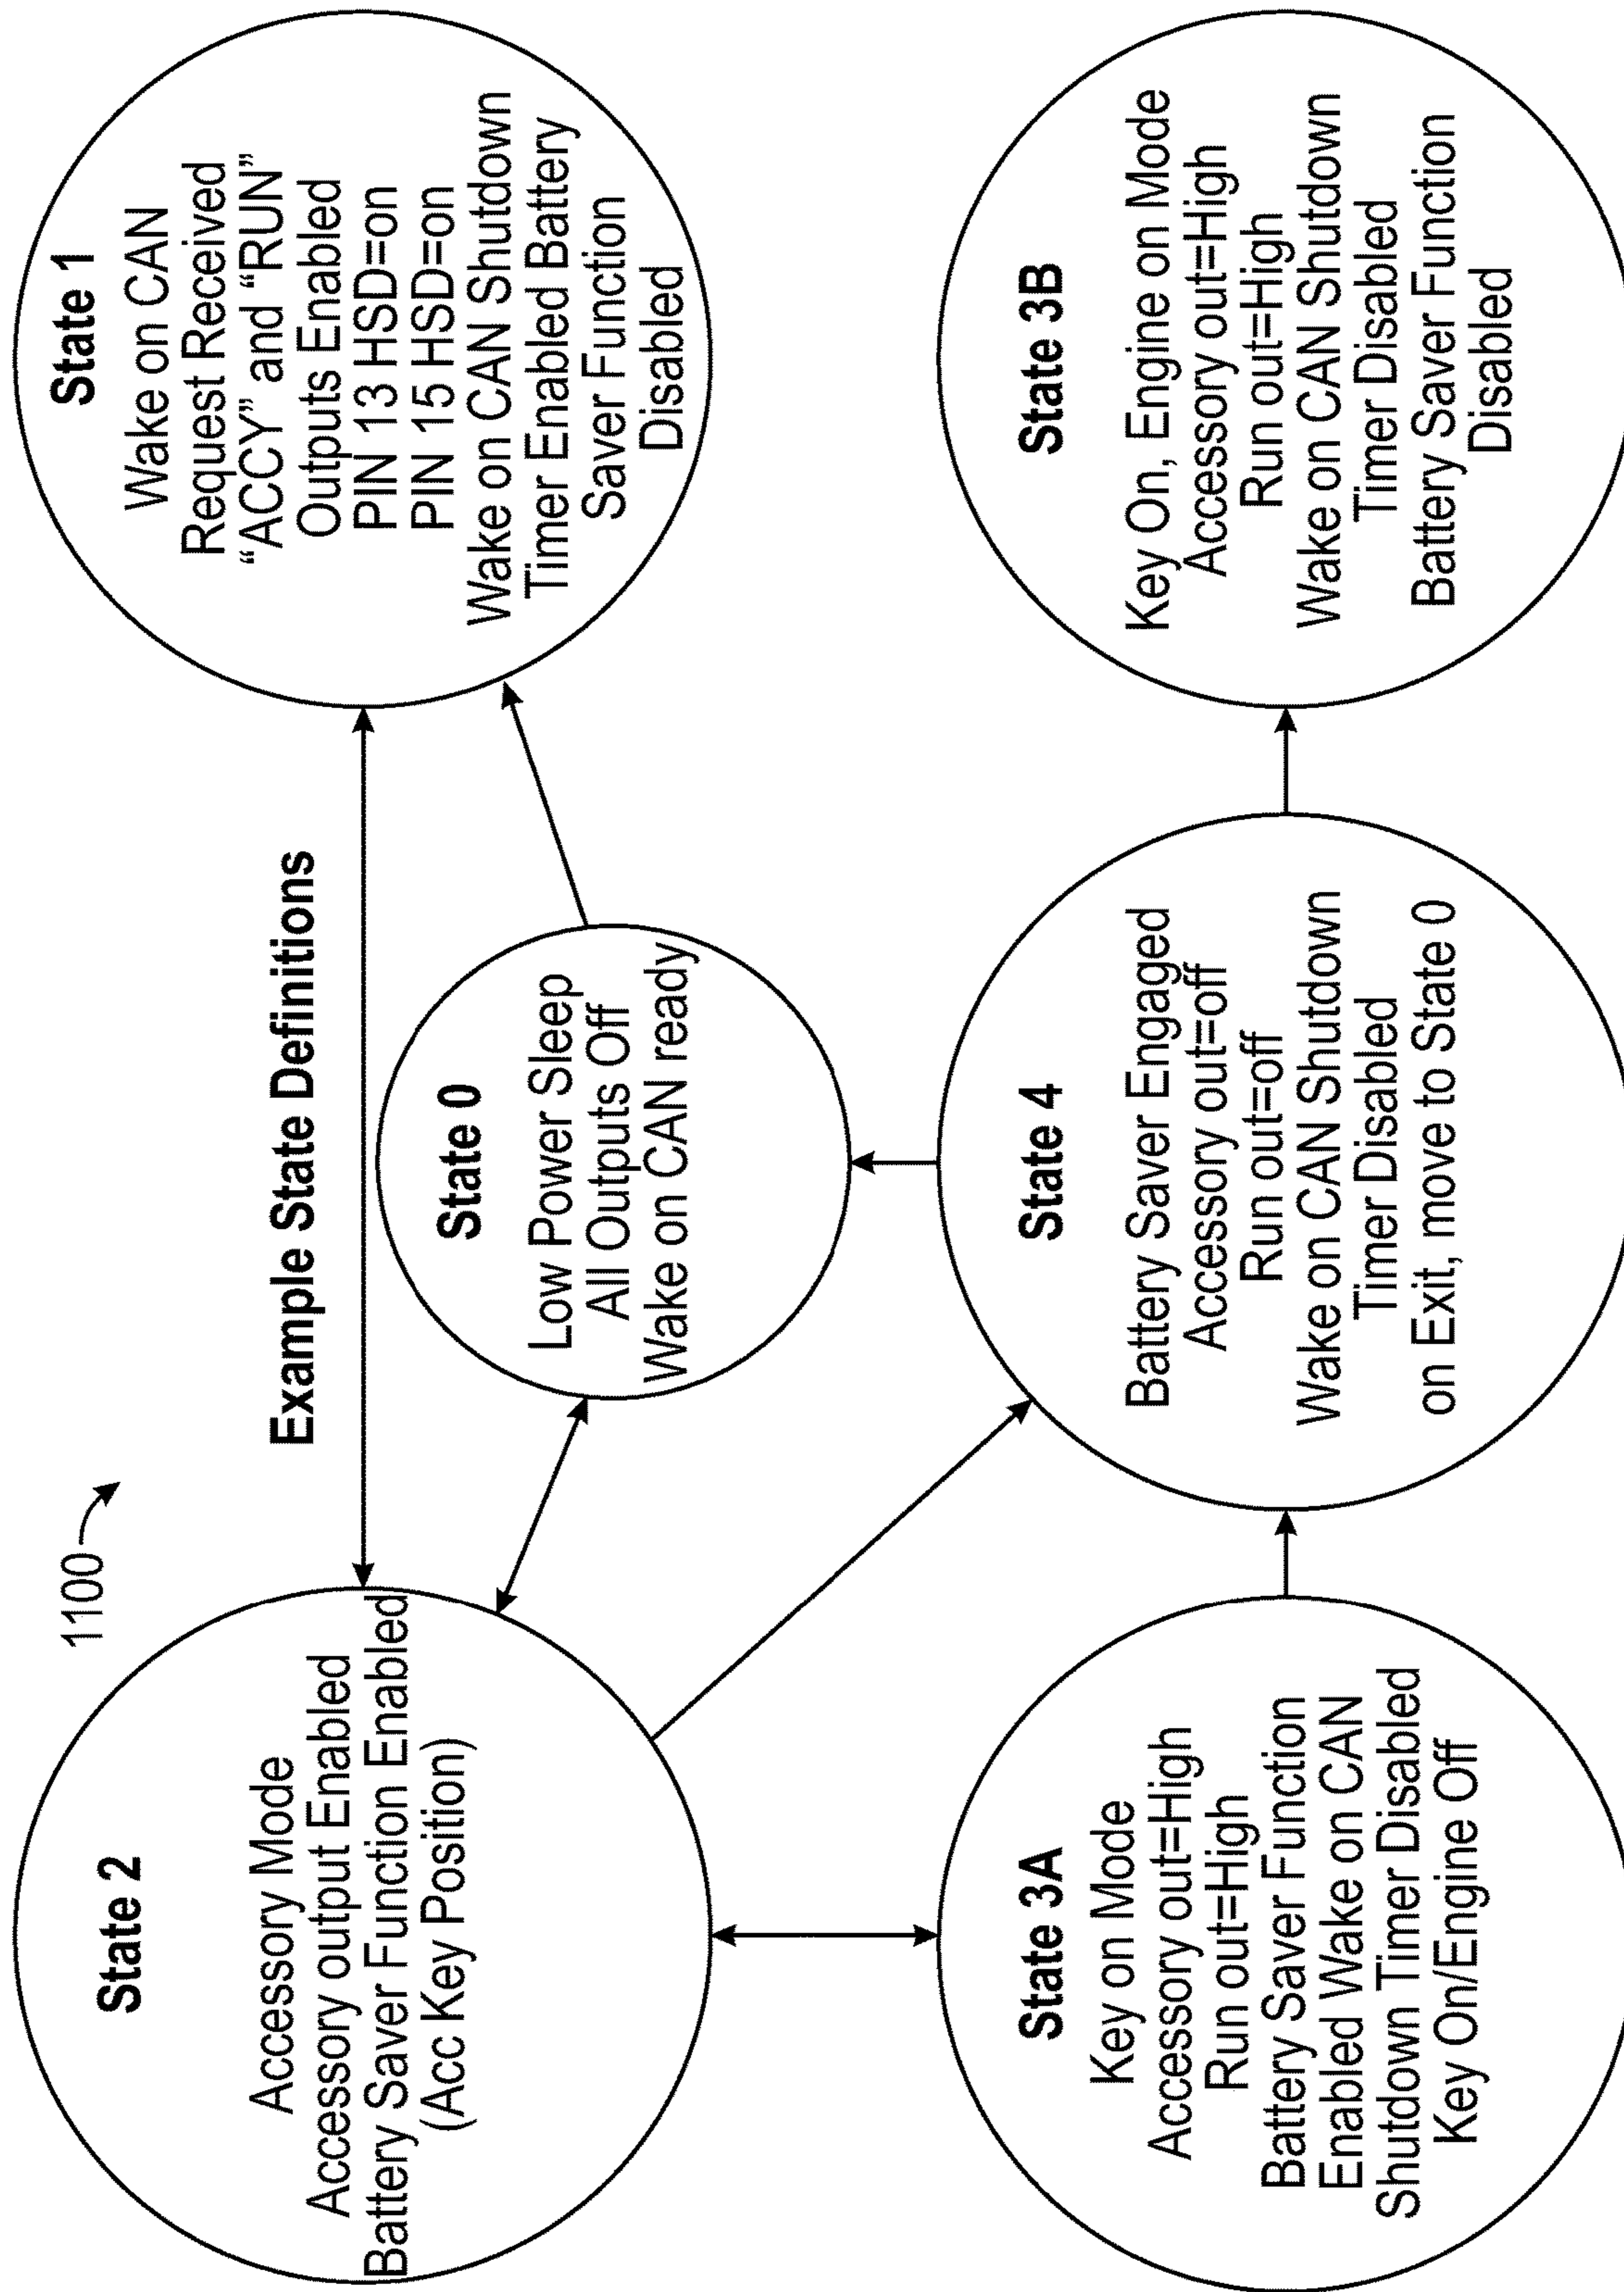 1100
Example State Definitions
State 2
Accessory Mode
Accessory output Enabled
Battery Saver Function Enabled
(Acc Key Position)
State 0
Low Power Sleep
All Outputs Off
Wake on CAN ready
State 1
Wake on CAN
Request Received
“ACCY” and “RUN”
Outputs Enabled
PIN 13 HSD=on
PIN 15 HSD=on
Wake on CAN Shutdown
Timer Enabled Battery
Saver Function
Disabled
State 3A
Key on Mode
Accessory out=High
Run out=High
Battery Saver Function
Enabled Wake on CAN
Shutdown Timer Disabled
Key On/Engine Off
State 4
Battery Saver Engaged
Accessory out=off
Run out=off
Wake on CAN Shutdown
Timer Disabled
on Exit, move to State 0
State 3B
Key On, Engine on Mode
Accessory out=High
Run out=High
Wake on CAN Shutdown
Timer Disabled
Battery Saver Function
Disabled